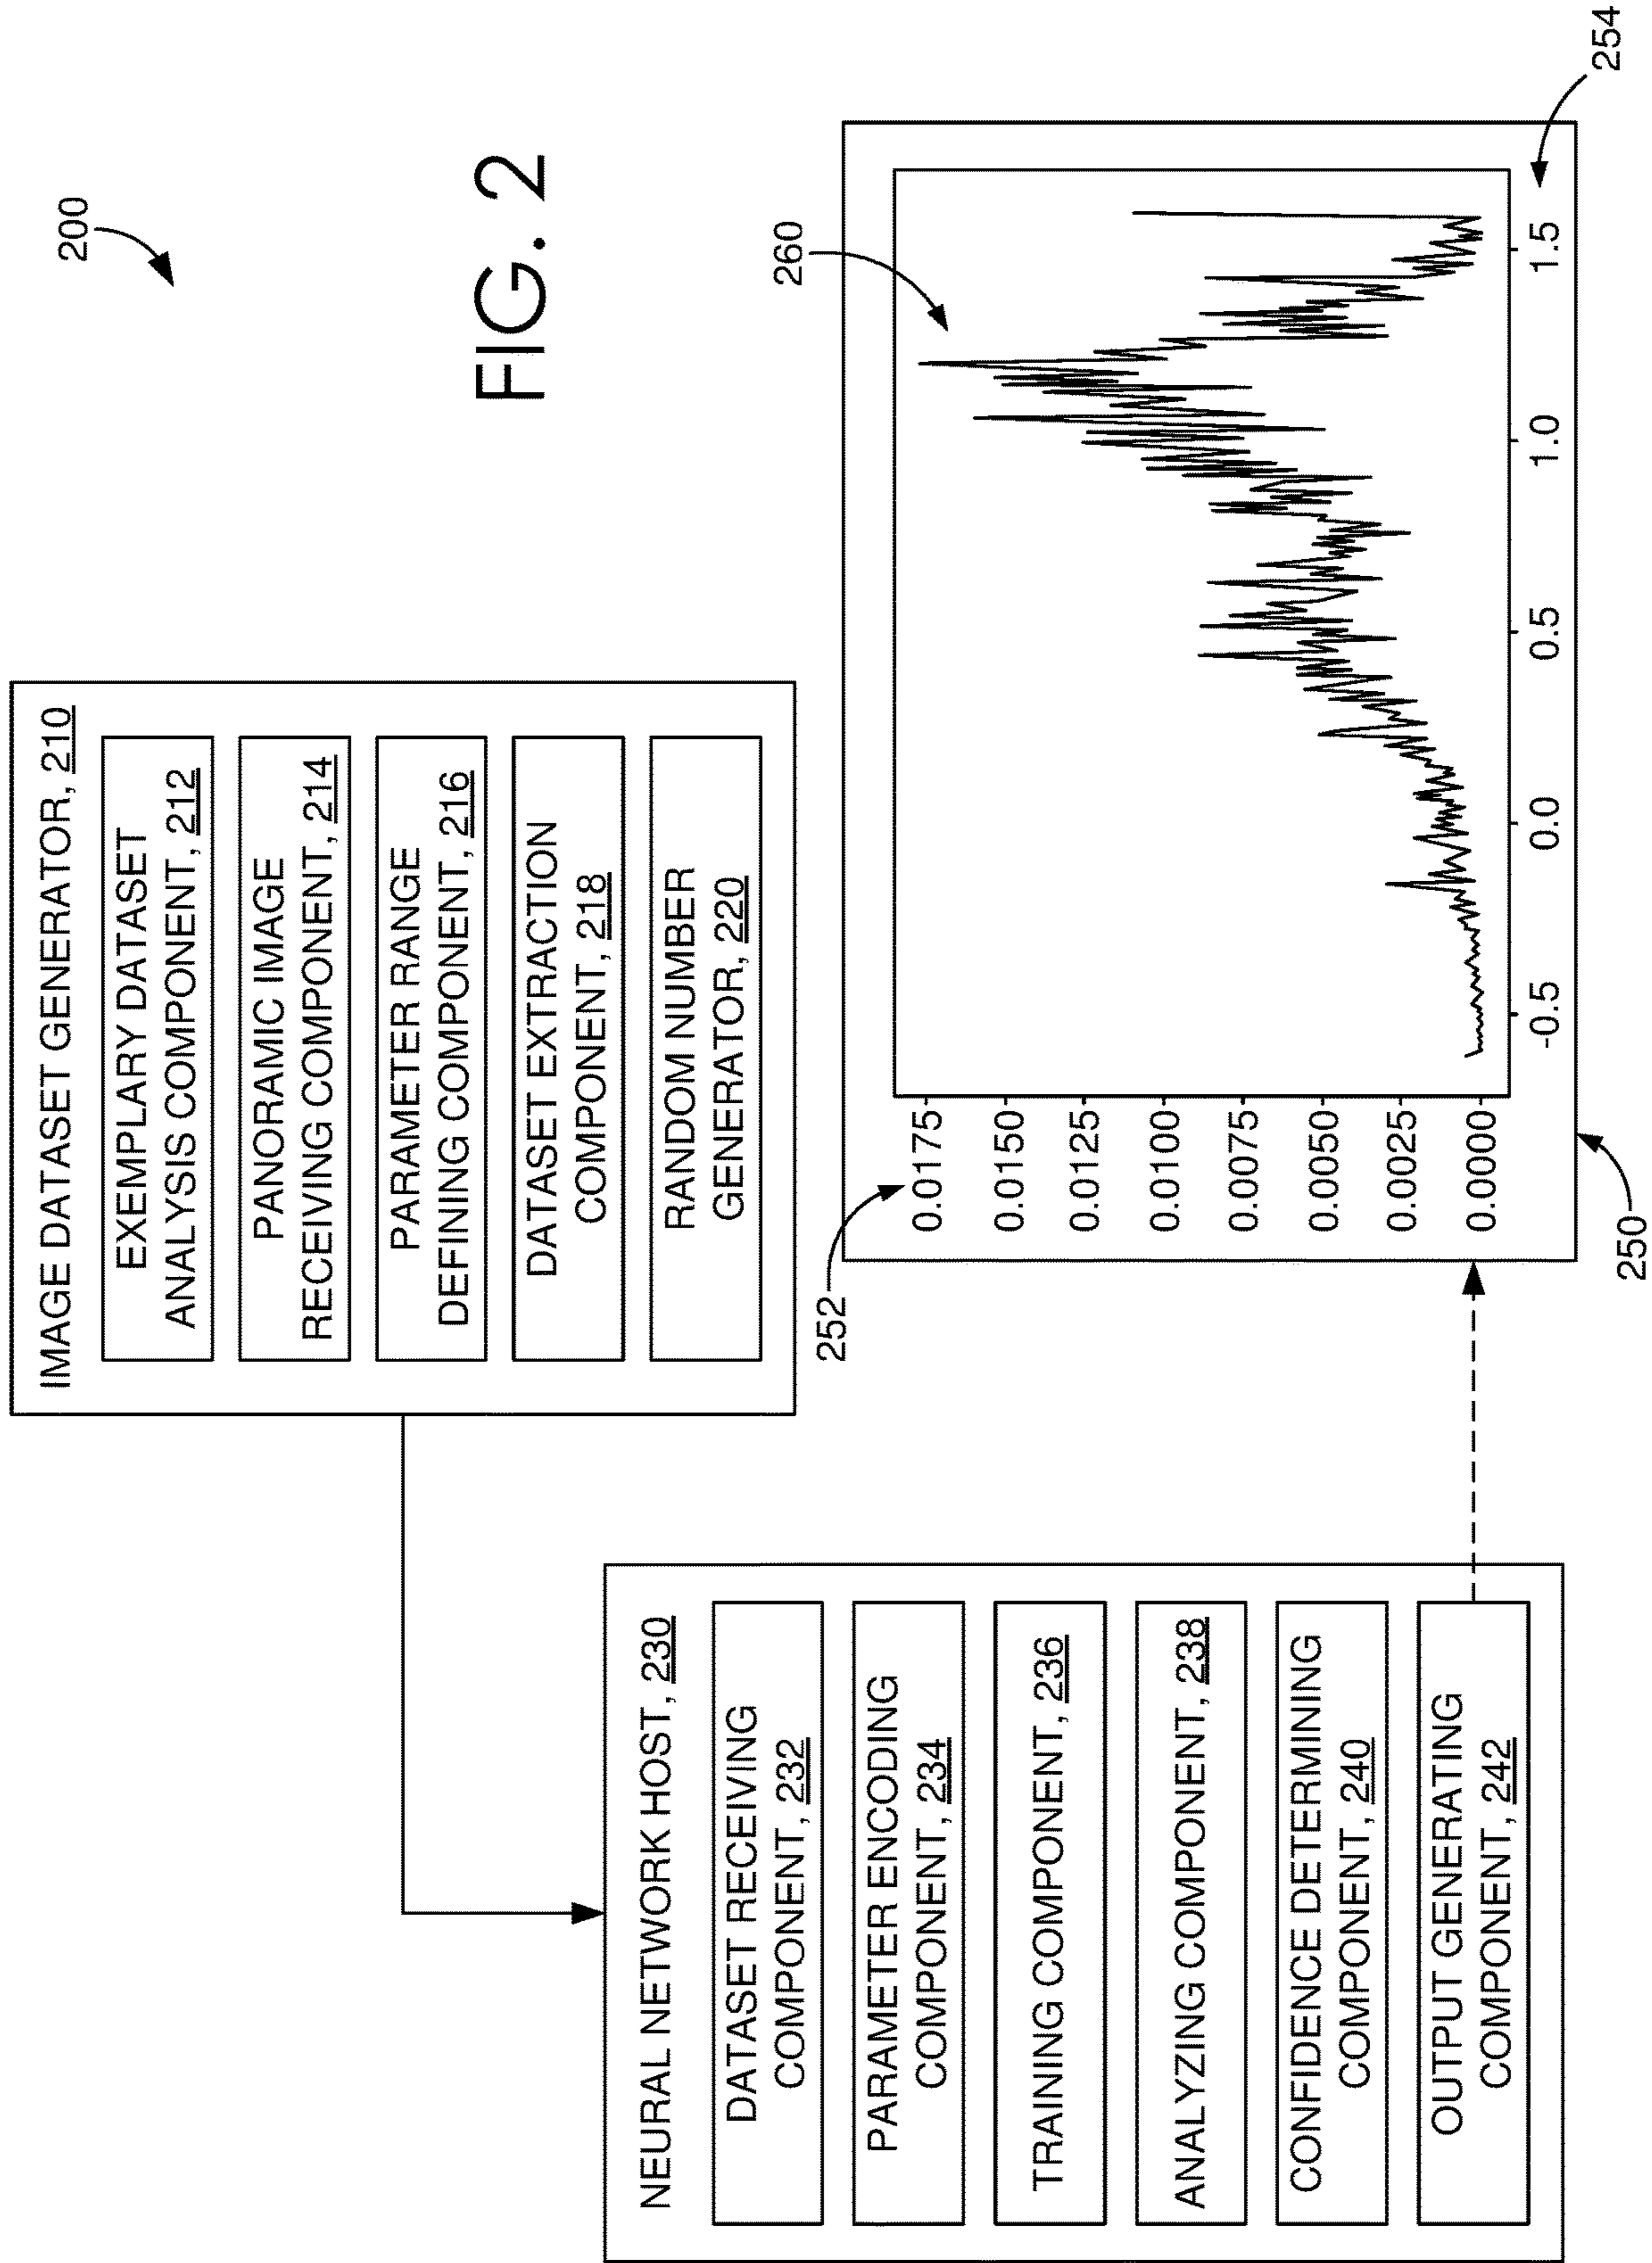 200
FIG. 2
IMAGE DATASET GENERATOR, 210
EXEMPLARY DATASET
ANALYSIS COMPONENT, 212
PANORAMIC IMAGE
RECEIVING COMPONENT, 214
PARAMETER RANGE
DEFINING COMPONENT, 216
DATASET EXTRACTION
COMPONENT, 218
RANDOM NUMBER
GENERATOR, 220
NEURAL NETWORK HOST, 230
DATASET RECEIVING
COMPONENT, 232
PARAMETER ENCODING
COMPONENT, 234
TRAINING COMPONENT, 236
ANALYZING COMPONENT, 238
CONFIDENCE DETERMINING
COMPONENT, 240
OUTPUT GENERATING
COMPONENT, 242
252
260
0.0175
0.0150
0.0125
0.0100
0.0075
0.0050
0.0025
0.0000
-0.5
0.0
0.5
1.0
1.5
254
250